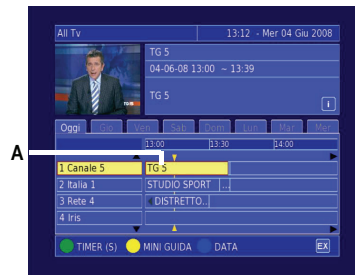 All Tv 13:12 - Mer 04 Giu 2008
TG 5
04-06-08 13:00 ~ 13:39
TG 5
i
Oggi Gio Ven Sab Dom Lun Mar Mer
13:00 13:30 14:00
A
1 Canale 5 TG 5
2 Italia 1 STUDIO SPORT ...
3 Rete 4 DISTRETTO..
4 Iris
TIMER (S) MINI GUIDA DATA EX